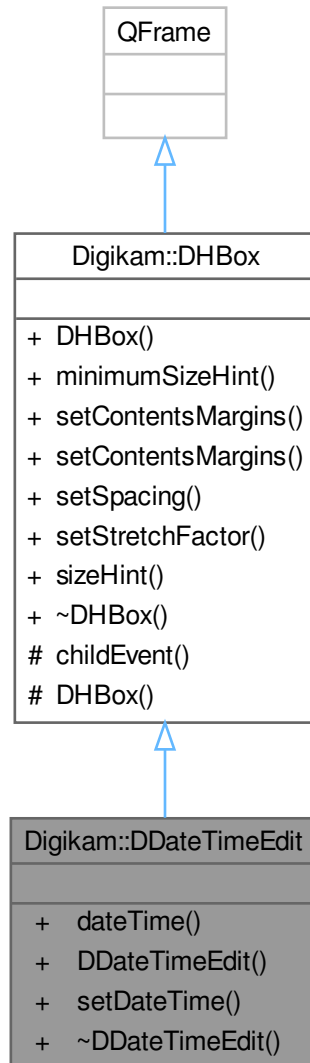 QFrame
Digikam::DHBox
+ DHBox()
+ minimumSizeHint()
+ setContentsMargins()
+ setContentsMargins()
+ setSpacing()
+ setStretchFactor()
+ sizeHint()
+ ~DHBox()
# childEvent()
# DHBox()
Digikam::DDateTimeEdit
+ dateTime()
+ DDateTimeEdit()
+ setDateTime()
+ ~DDateTimeEdit()